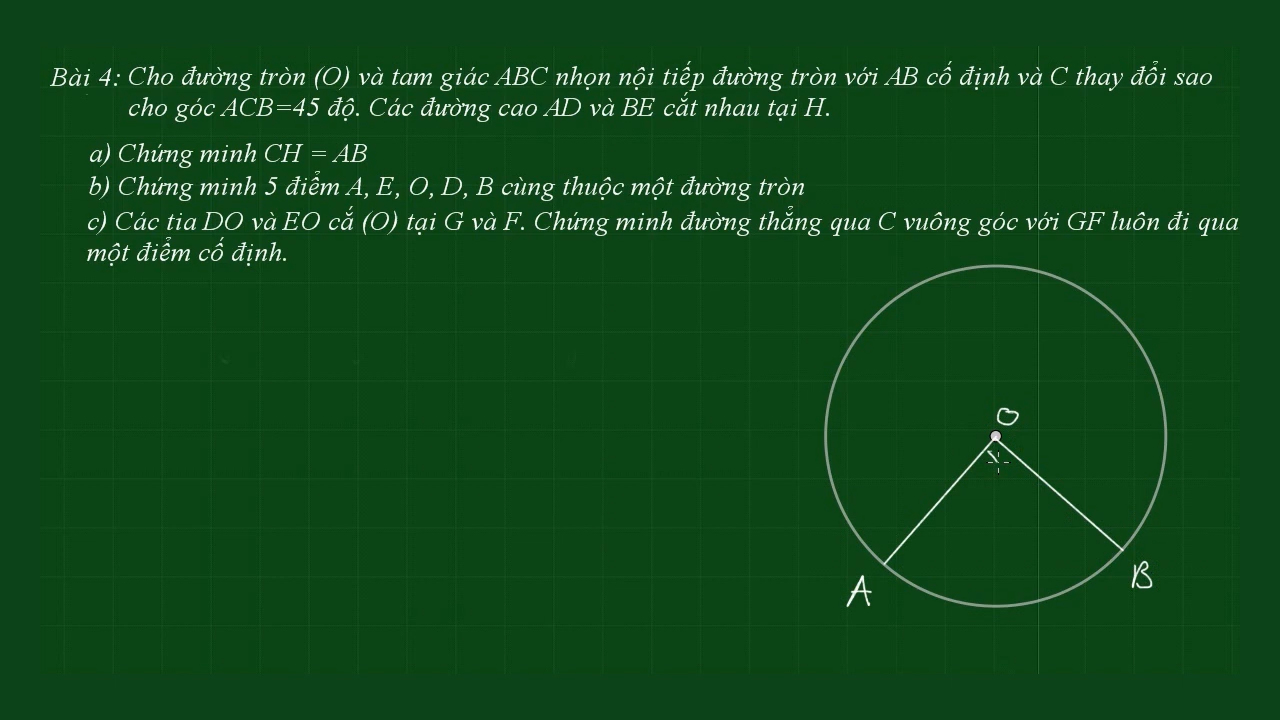 Bài 4: Cho đường tròn (O) và tam giác ABC nhọn nội tiếp đường tròn với AB cố định và C thay đổi sao
cho góc ACB=45 độ. Các đường cao AD và BE cắt nhau tại H.
a) Chứng minh CH = AB
b) Chứng minh 5 điểm A, E, O, D, B cùng thuộc một đường tròn
c) Các tia DO và EO cắ (O) tại G và F. Chứng minh đường thẳng qua C vuông góc với GF luôn đi qua
một điểm cố định.
O
A
B